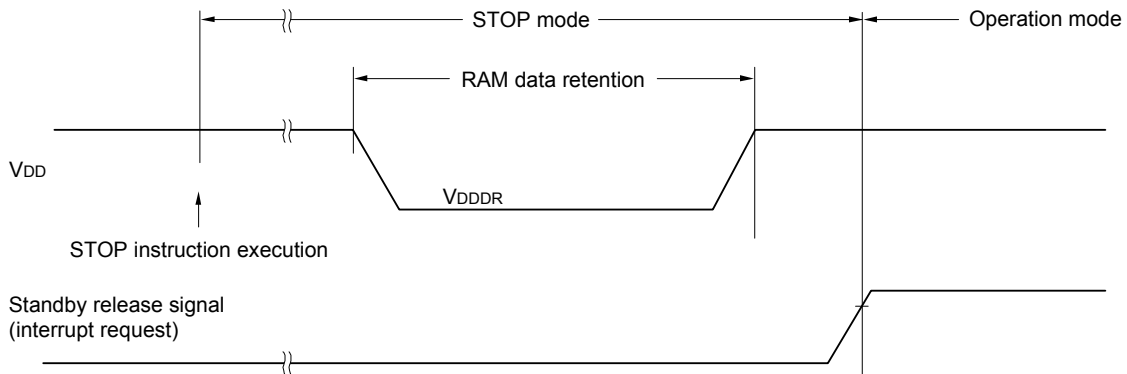 STOP mode
Operation mode
RAM data retention
VDD
VDDDR
STOP instruction execution
Standby release signal
(interrupt request)